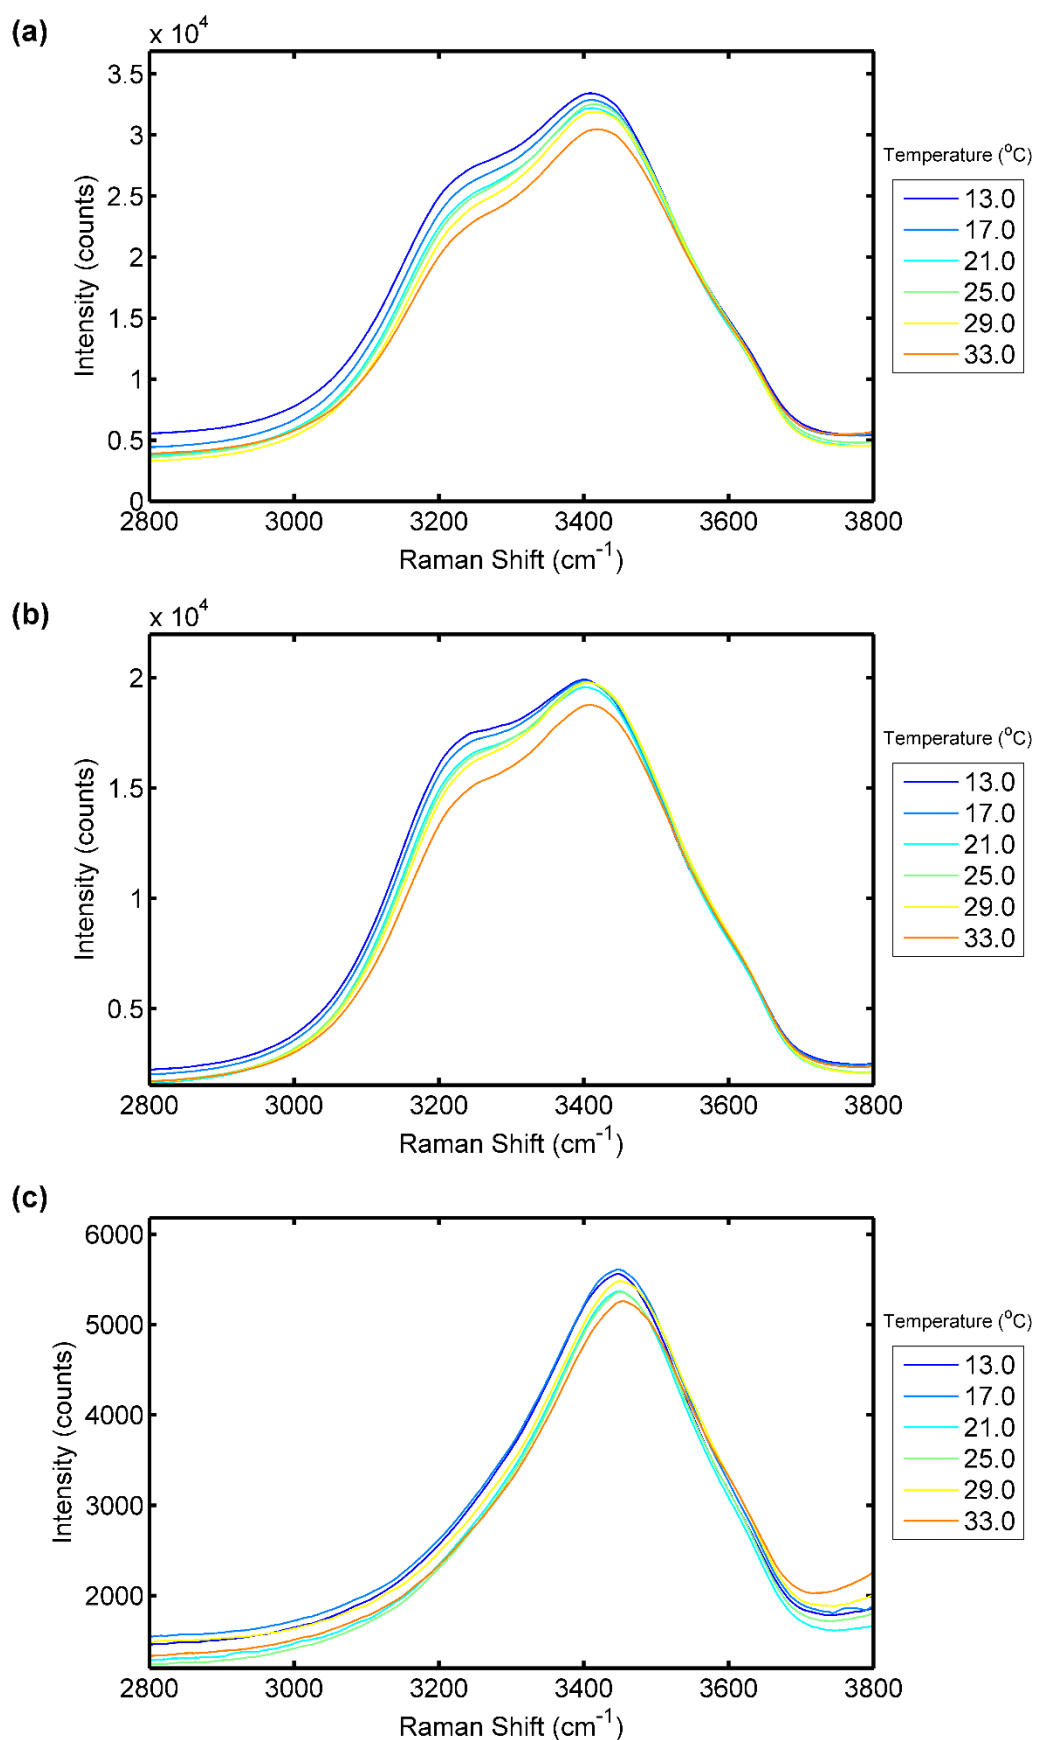 (a)
x 10⁴
3.5
3
2.5
2
1.5
1
0.5
0
Intensity (counts)
2800 3000 3200 3400 3600 3800
Raman Shift (cm⁻¹)
Temperature (°C)
13.0
17.0
21.0
25.0
29.0
33.0
(b)
x 10⁴
2
1.5
1
0.5
Intensity (counts)
2800 3000 3200 3400 3600 3800
Raman Shift (cm⁻¹)
Temperature (°C)
13.0
17.0
21.0
25.0
29.0
33.0
(c)
6000
5000
4000
3000
2000
Intensity (counts)
2800 3000 3200 3400 3600 3800
Raman Shift (cm⁻¹)
Temperature (°C)
13.0
17.0
21.0
25.0
29.0
33.0